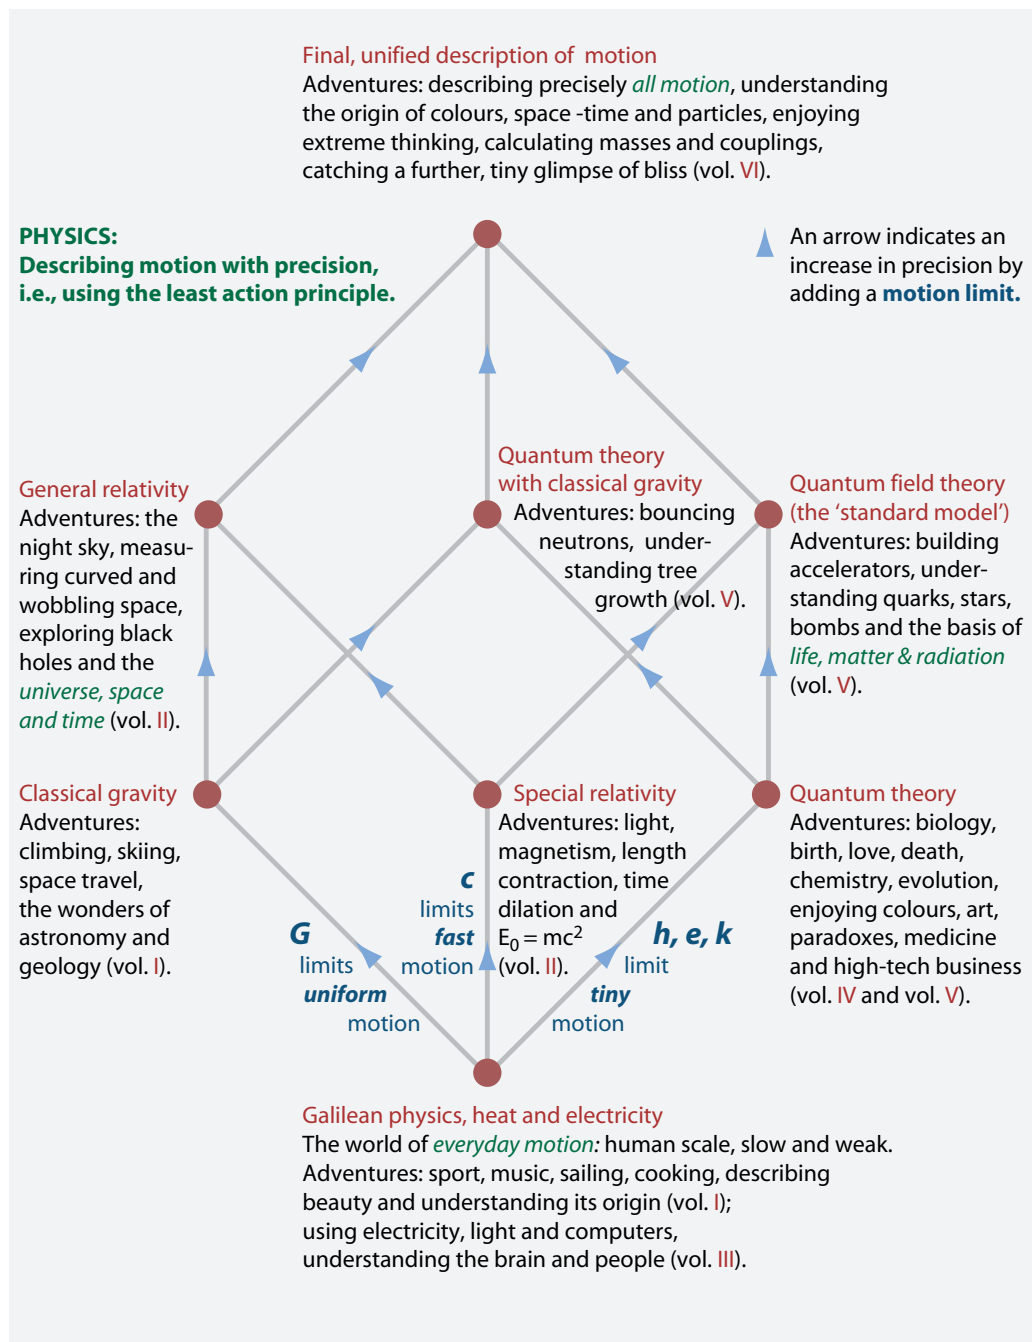 Final, unified description of motion
Adventures: describing precisely all motion, understanding
the origin of colours, space -time and particles, enjoying
extreme thinking, calculating masses and couplings,
catching a further, tiny glimpse of bliss (vol. VI).
PHYSICS:
Describing motion with precision,
i.e., using the least action principle.
An arrow indicates an
increase in precision by
adding a motion limit.
General relativity
Adventures: the
night sky, measu-
ring curved and
wobbling space,
exploring black
holes and the
universe, space
and time (vol. II).
Quantum theory
with classical gravity
Adventures: bouncing
neutrons, under-
standing tree
growth (vol. V).
Quantum field theory
(the ‘standard model’)
Adventures: building
accelerators, under-
standing quarks, stars,
bombs and the basis of
life, matter & radiation
(vol. V).
Classical gravity
Adventures:
climbing, skiing,
space travel,
the wonders of
astronomy and
geology (vol. I).
Special relativity
Adventures: light,
magnetism, length
contraction, time
dilation and
E₀ = mc²
(vol. II).
Quantum theory
Adventures: biology,
birth, love, death,
chemistry, evolution,
enjoying colours, art,
paradoxes, medicine
and high-tech business
(vol. IV and vol. V).
G
limits
uniform
motion
c
limits
fast
motion
h, e, k
limit
tiny
motion
Galilean physics, heat and electricity
The world of everyday motion: human scale, slow and weak.
Adventures: sport, music, sailing, cooking, describing
beauty and understanding its origin (vol. I);
using electricity, light and computers,
understanding the brain and people (vol. III).